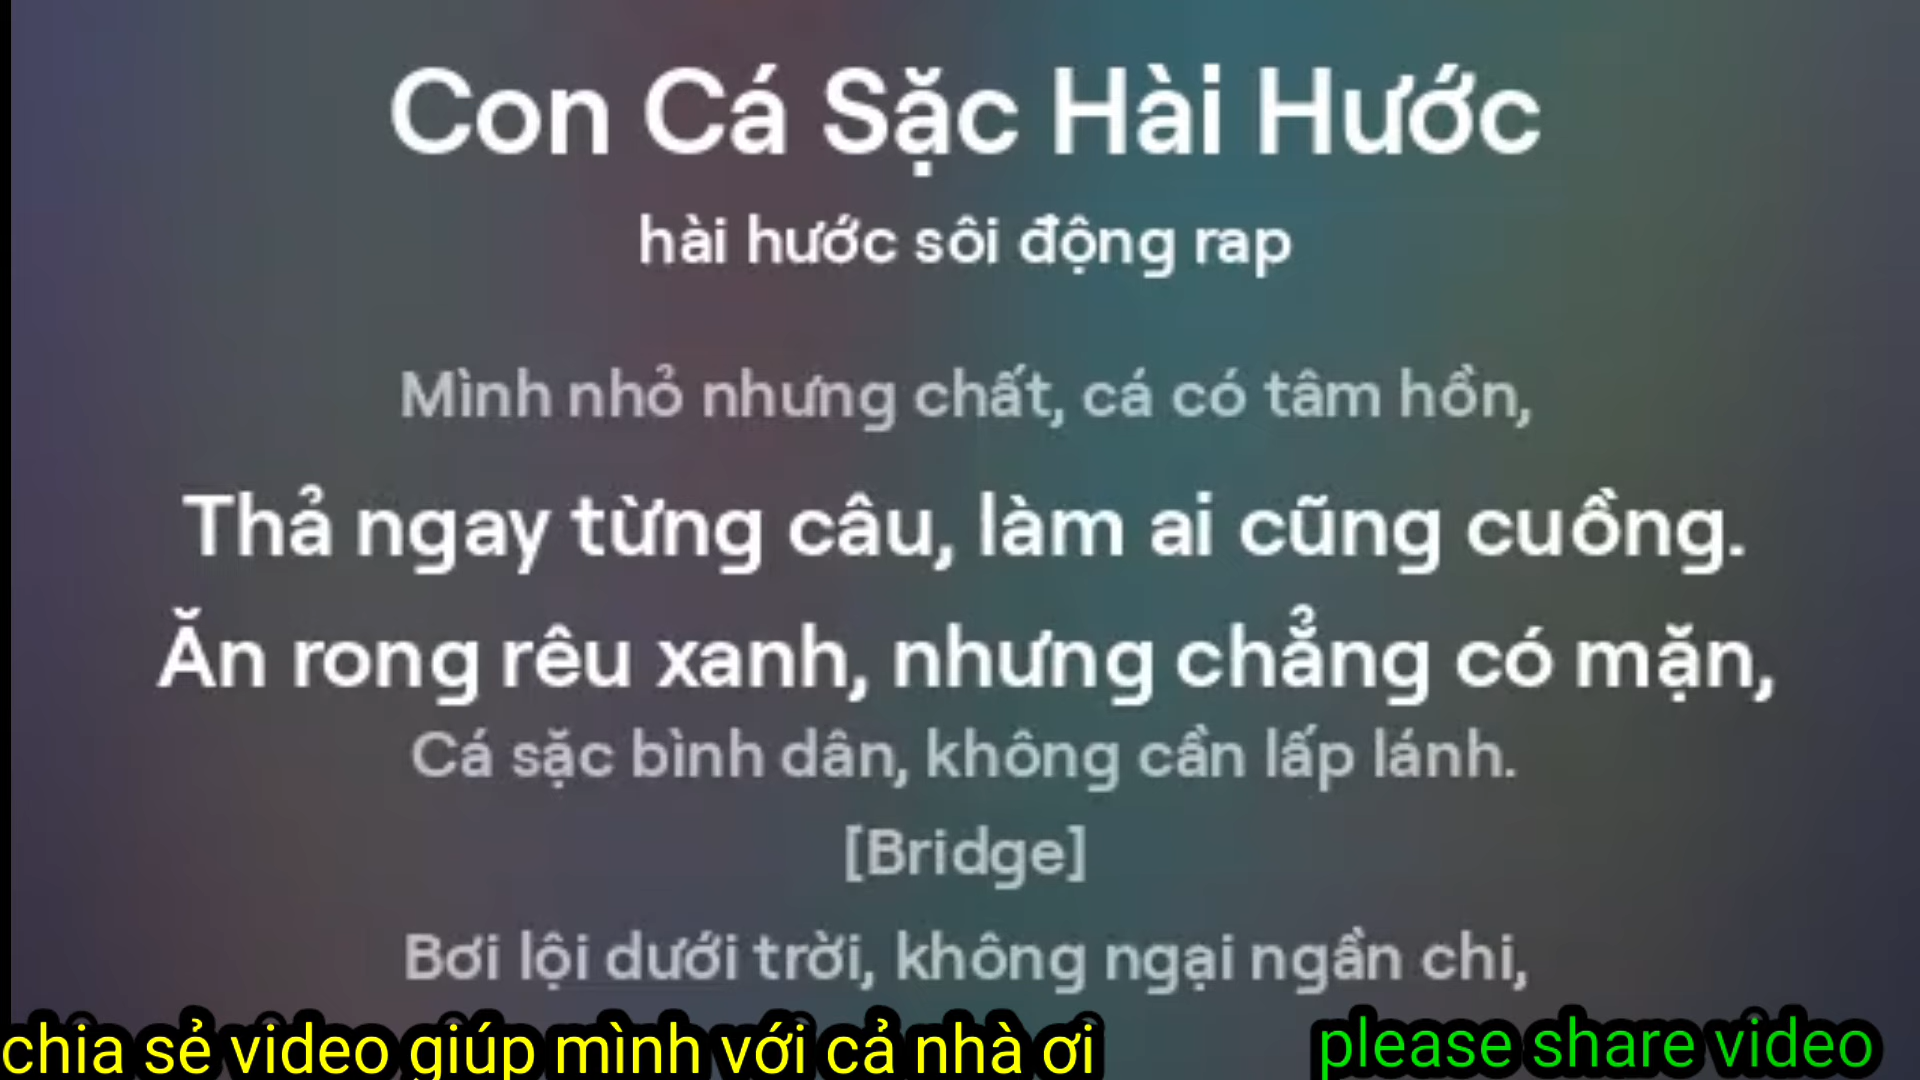 Con Cá Sặc Hài Hước
hài hước sôi động rap
Mình nhỏ nhưng chất, cá có tâm hồn,
Thả ngay từng câu, làm ai cũng cuồng.
Ăn rong rêu xanh, nhưng chẳng có mặn,
Cá sặc bình dân, không cần lấp lánh.
[Bridge]
Bơi lội dưới trời, không ngại ngần chi,
chia sẻ video giúp mình với cả nhà ơi
please share video